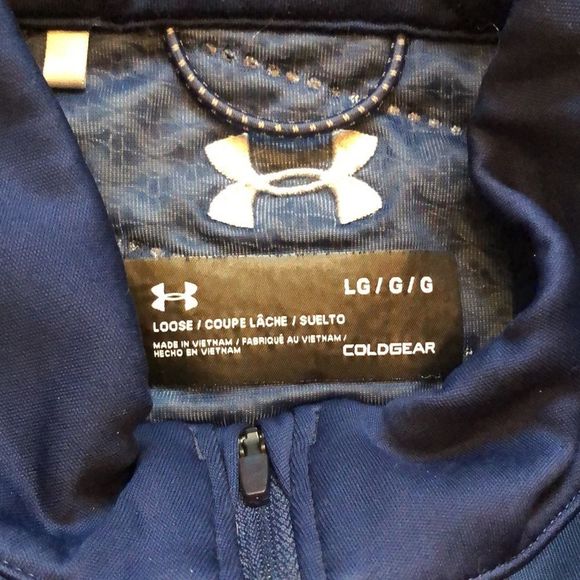 LG / G / G
LOOSE / COUPE LÂCHE / SUELTO
MADE IN VIETNAM / FABRIQUÉ AU VIETNAM /
HECHO EN VIETNAM
COLDGEAR